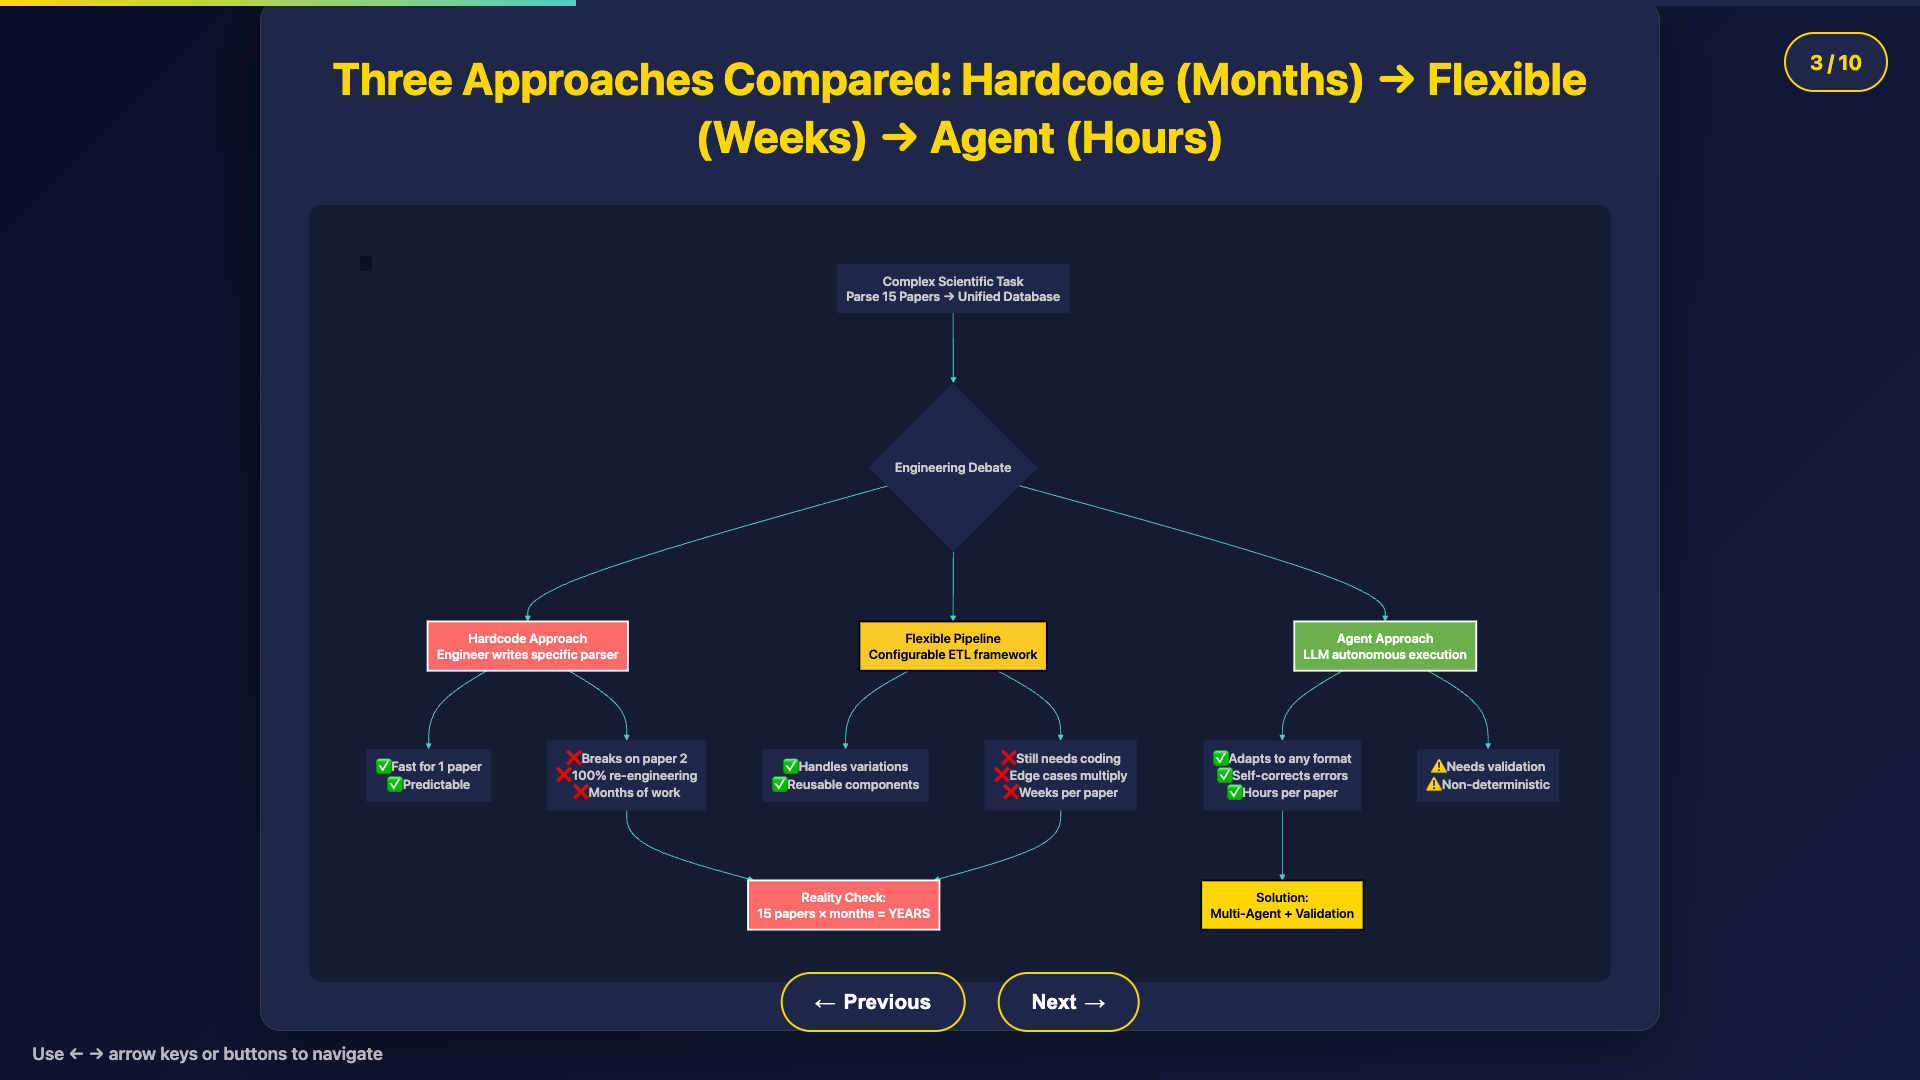 3 / 10
Three Approaches Compared: Hardcode (Months) → Flexible
(Weeks) → Agent (Hours)
Complex Scientific Task
Parse 15 Papers → Unified Database
Engineering Debate
Hardcode Approach
Engineer writes specific parser
Flexible Pipeline
Configurable ETL framework
Agent Approach
LLM autonomous execution
✅Fast for 1 paper
✅Predictable
❌Breaks on paper 2
❌100% re-engineering
❌Months of work
✅Handles variations
✅Reusable components
❌Still needs coding
❌Edge cases multiply
❌Weeks per paper
✅Adapts to any format
✅Self-corrects errors
✅Hours per paper
⚠️Needs validation
⚠️Non-deterministic
Reality Check:
15 papers × months = YEARS
Solution:
Multi-Agent + Validation
← Previous
Next →
Use ← → arrow keys or buttons to navigate